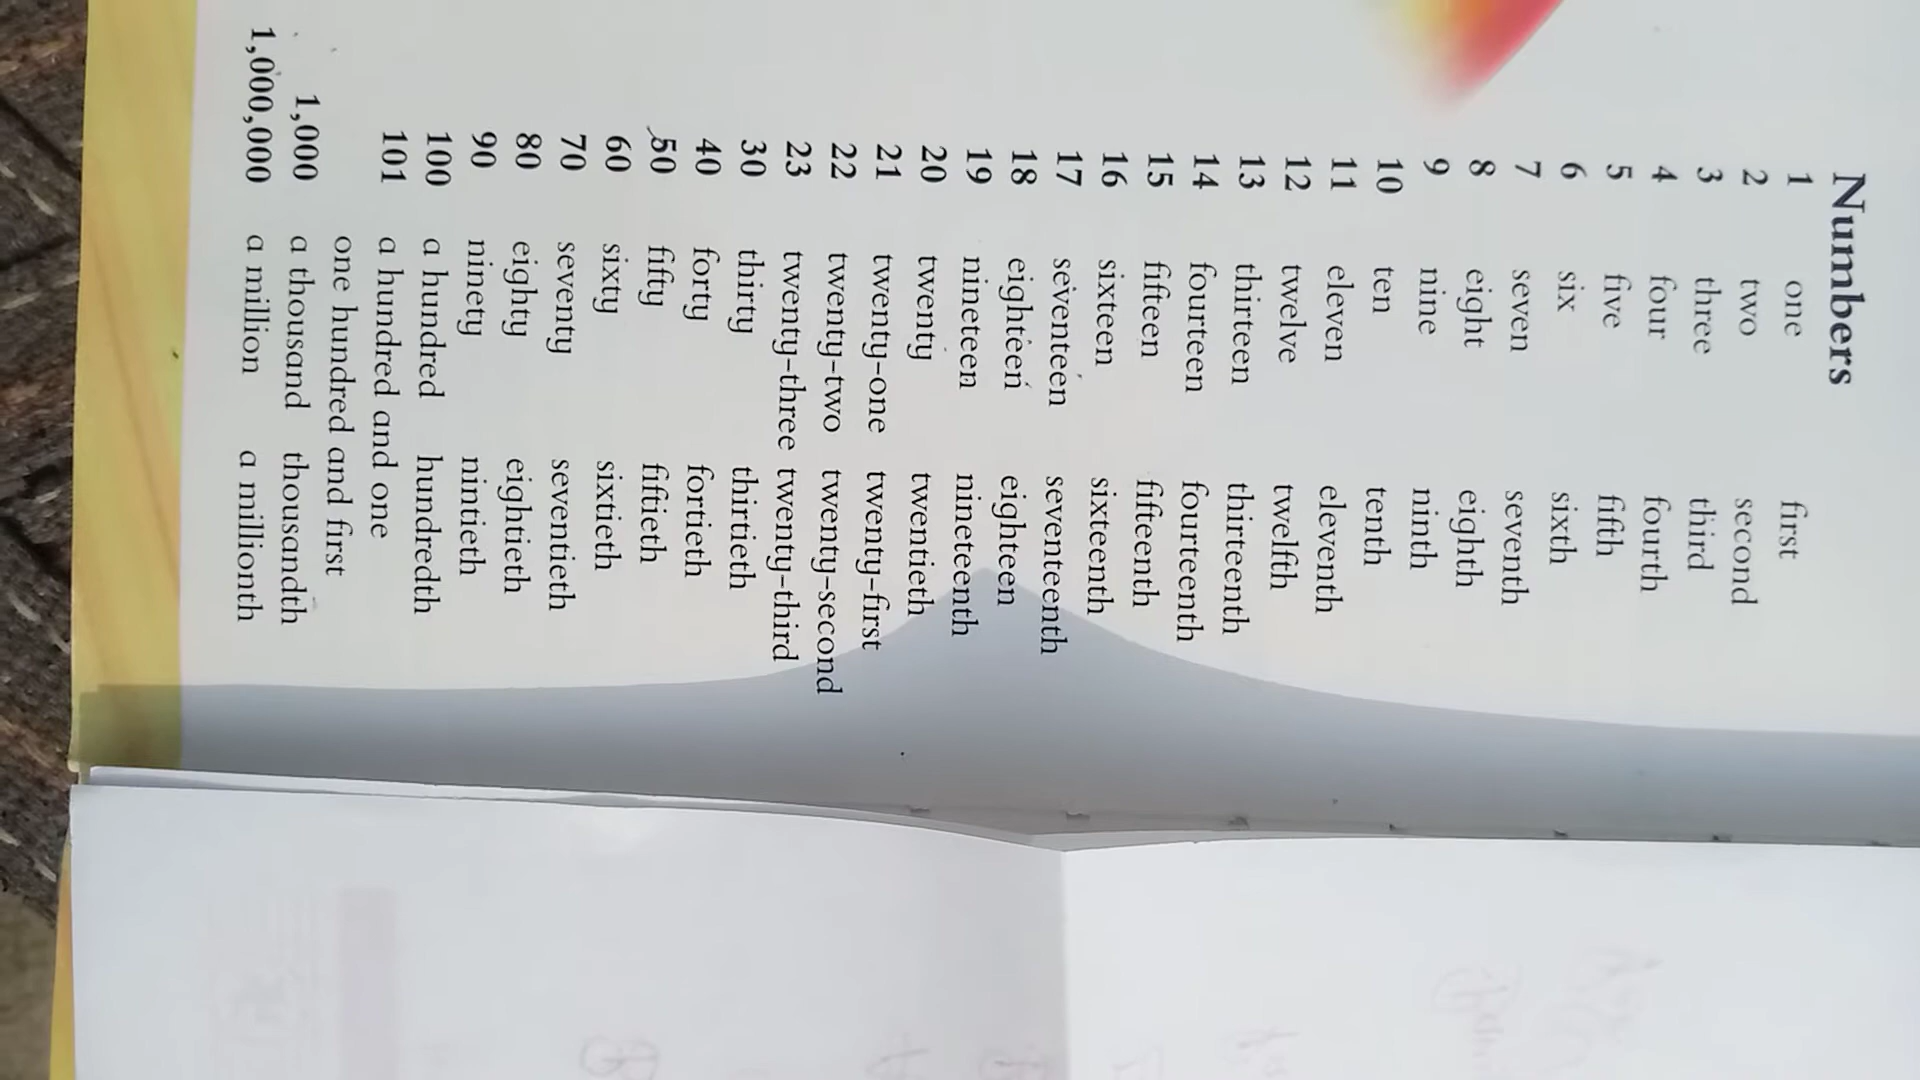 Numbers
1 one first
2 two second
3 three third
4 four fourth
5 five fifth
6 six sixth
7 seven seventh
8 eight eighth
9 nine ninth
10 ten tenth
11 eleven eleventh
12 twelve twelfth
13 thirteen thirteenth
14 fourteen fourteenth
15 fifteen fifteenth
16 sixteen sixteenth
17 seventeen seventeenth
18 eighteen eighteen
19 nineteen nineteenth
20 twenty twentieth
21 twenty-one twenty-first
22 twenty-two twenty-second
23 twenty-three twenty-third
30 thirty thirtieth
40 forty fortieth
50 fifty fiftieth
60 sixty sixtieth
70 seventy seventieth
80 eighty eightieth
90 ninety nintieth
100 a hundred hundredth
101 a hundred and one
one hundred and first
1,000 a thousand thousandth
1,000,000 a million a millionth